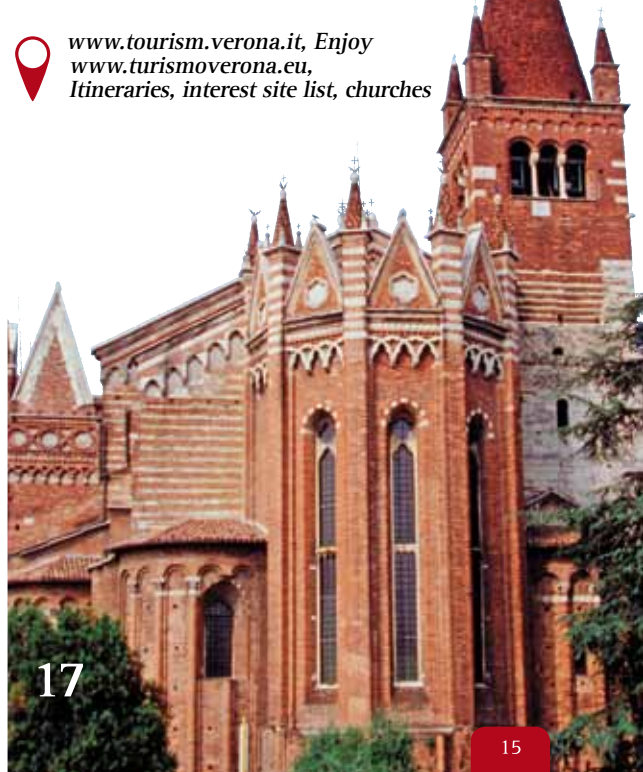 www.tourism.verona.it, Enjoy
www.turismoverona.eu,
Itineraries, interest site list, churches
17
15